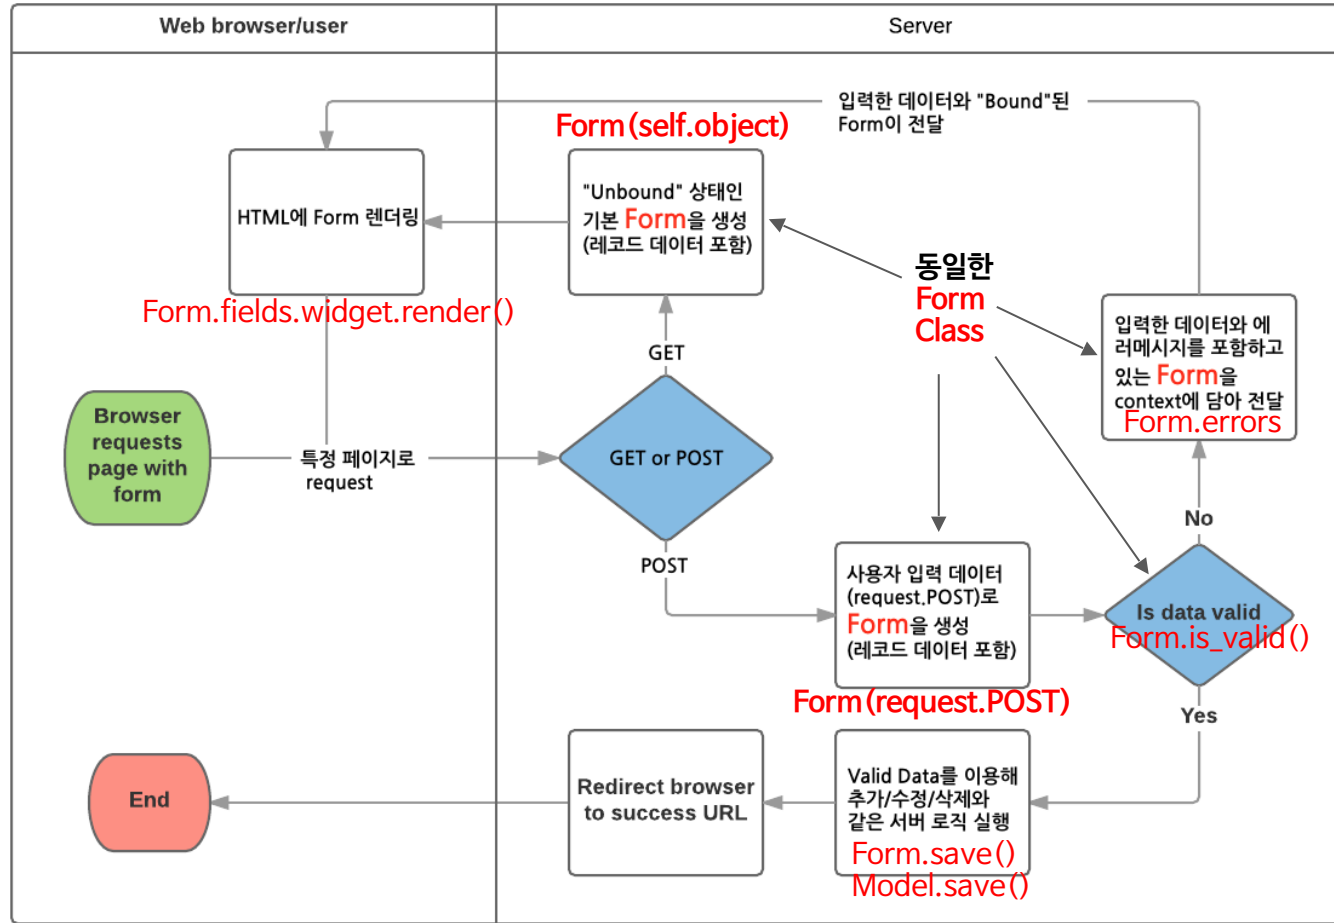 Web browser/user
Server
입력한 데이터와 "Bound"된
Form이 전달
Form(self.object)
HTML에 Form 렌더링
"Unbound" 상태인
기본 Form을 생성
(레코드 데이터 포함)
동일한
Form
Class
Form.fields.widget.render()
입력한 데이터와 에
러메시지를 포함하고
있는 Form을
context에 담아 전달
Form.errors
GET
Browser
requests
page with
form
특정 페이지로
request
GET or POST
No
POST
사용자 입력 데이터
(request.POST)로
Form을 생성
(레코드 데이터 포함)
Is data valid
Form.is_valid()
Form(request.POST)
Yes
End
Redirect browser
to success URL
Valid Data를 이용해
추가/수정/삭제와
같은 서버 로직 실행
Form.save()
Model.save()